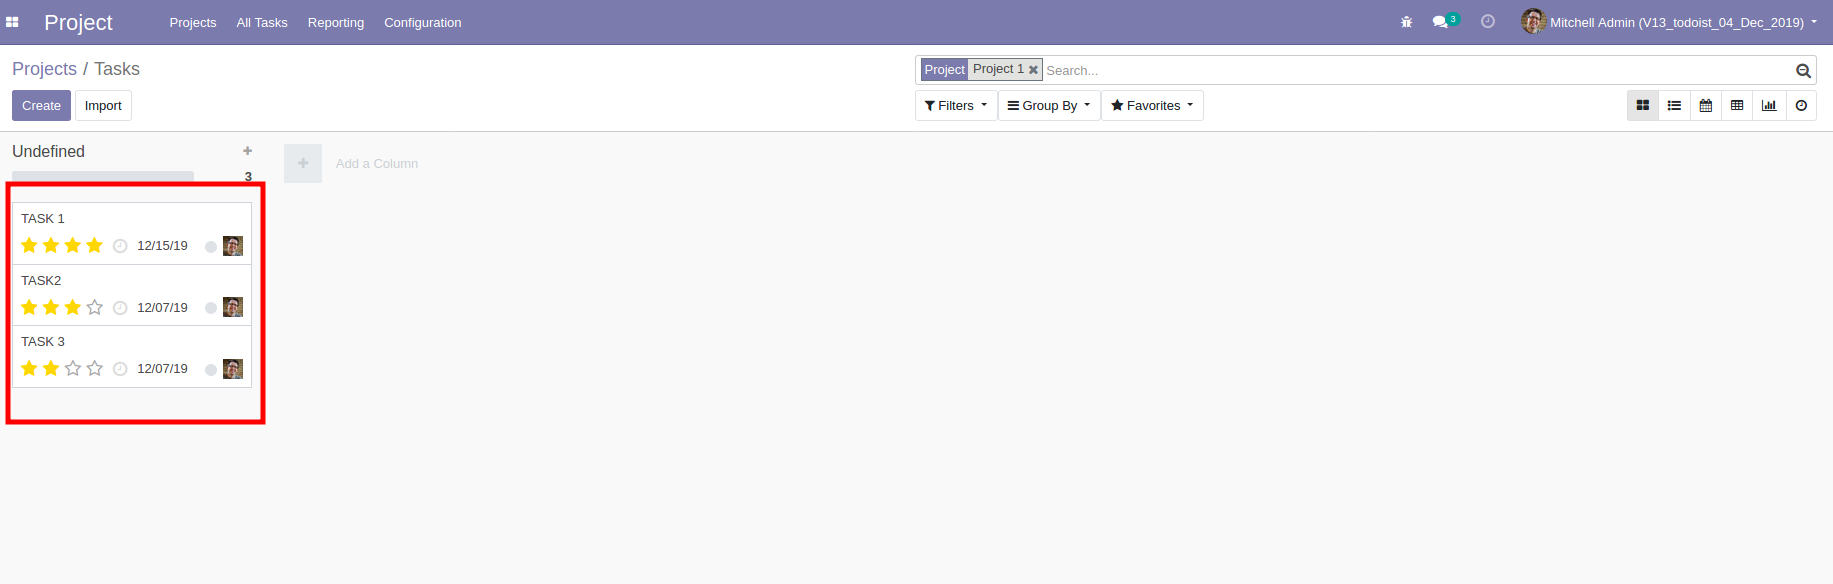 Project Projects All Tasks Reporting Configuration 3 Mitchell Admin (V13_todoist_04_Dec_2019)
Projects / Tasks
Project Project 1 Search...
Create Import
Filters Group By Favorites
Undefined
3
Add a Column
TASK 1
12/15/19
TASK2
12/07/19
TASK 3
12/07/19